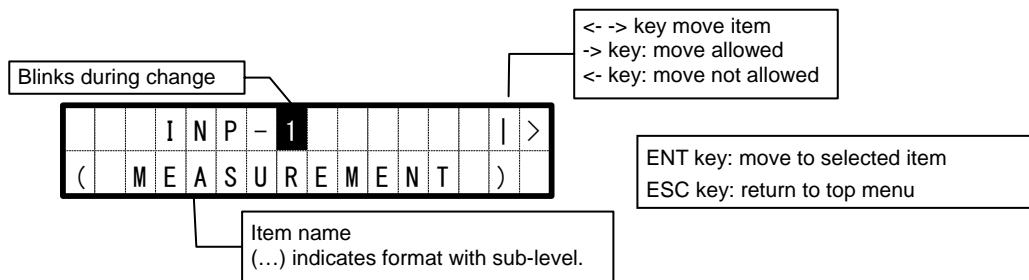 <- -> key move item
-> key: move allowed
<- key: move not allowed
Blinks during change
INP-1 |>
( MEASUREMENT )
ENT key: move to selected item
ESC key: return to top menu
Item name
(…) indicates format with sub-level.